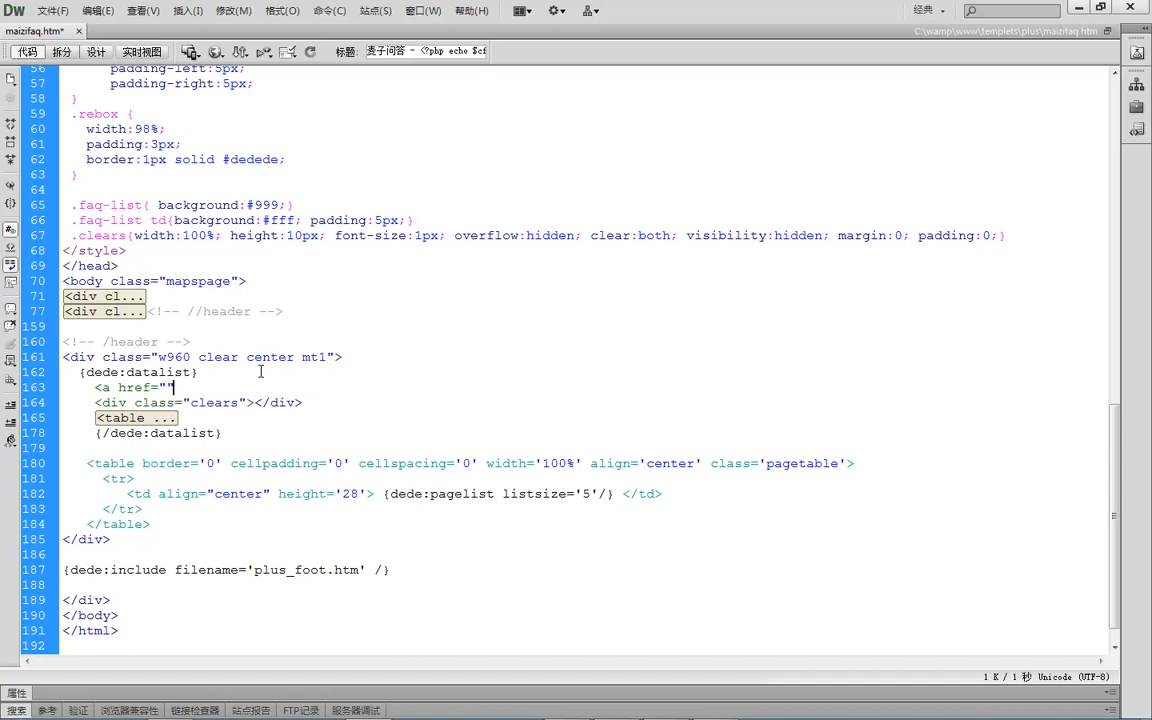 Dw 文件(F) 编辑(E) 查看(V) 插入(I) 修改(M) 格式(O) 命令(C) 站点(S) 窗口(W) 帮助(H) 经典
maizifaq.htm* × C:\wamp\www\templets\plus\maizifaq.htm
代码 拆分 设计 实时视图 标题: 麦子问答 - <?php echo $cf
56 padding-left:5px;
57 padding-right:5px;
58 }
59 .rebox {
60 width:98%;
61 padding:3px;
62 border:1px solid #dedede;
63 }
64
65 .faq-list{ background:#999;}
66 .faq-list td{background:#fff; padding:5px;}
67 .clears{width:100%; height:10px; font-size:1px; overflow:hidden; clear:both; visibility:hidden; margin:0; padding:0;}
68 </style>
69 </head>
70 <body class="mapspage">
71 <div cl...
77 <div cl...<!-- //header -->
159
160 <!-- /header -->
161 <div class="w960 clear center mt1">
162 {dede:datalist}
163 <a href=""
164 <div class="clears"></div>
165 <table ...
178 {/dede:datalist}
179
180 <table border='0' cellpadding='0' cellspacing='0' width='100%' align='center' class='pagetable'>
181 <tr>
182 <td align="center" height='28'> {dede:pagelist listsize='5'/} </td>
183 </tr>
184 </table>
185 </div>
186
187 {dede:include filename='plus_foot.htm' /}
188
189 </div>
190 </body>
191 </html>
192
1 K / 1 秒 Unicode (UTF-8)
属性
搜索 参考 验证 浏览器兼容性 链接检查器 站点报告 FTP记录 服务器调试